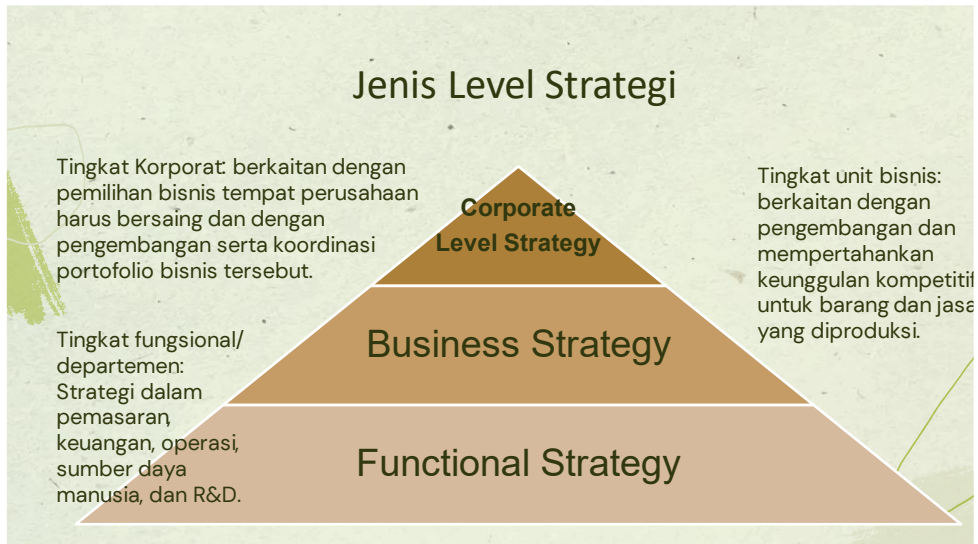 Jenis Level Strategi
Tingkat Korporat: berkaitan dengan
pemilihan bisnis tempat perusahaan
harus bersaing dan dengan
pengembangan serta koordinasi
portofolio bisnis tersebut.
Corporate
Level Strategy
Tingkat unit bisnis:
berkaitan dengan
pengembangan dan
mempertahankan
keunggulan kompetitif
untuk barang dan jasa
yang diproduksi.
Business Strategy
Tingkat fungsional/
departemen:
Strategi dalam
pemasaran,
keuangan, operasi,
sumber daya
manusia, dan R&D.
Functional Strategy